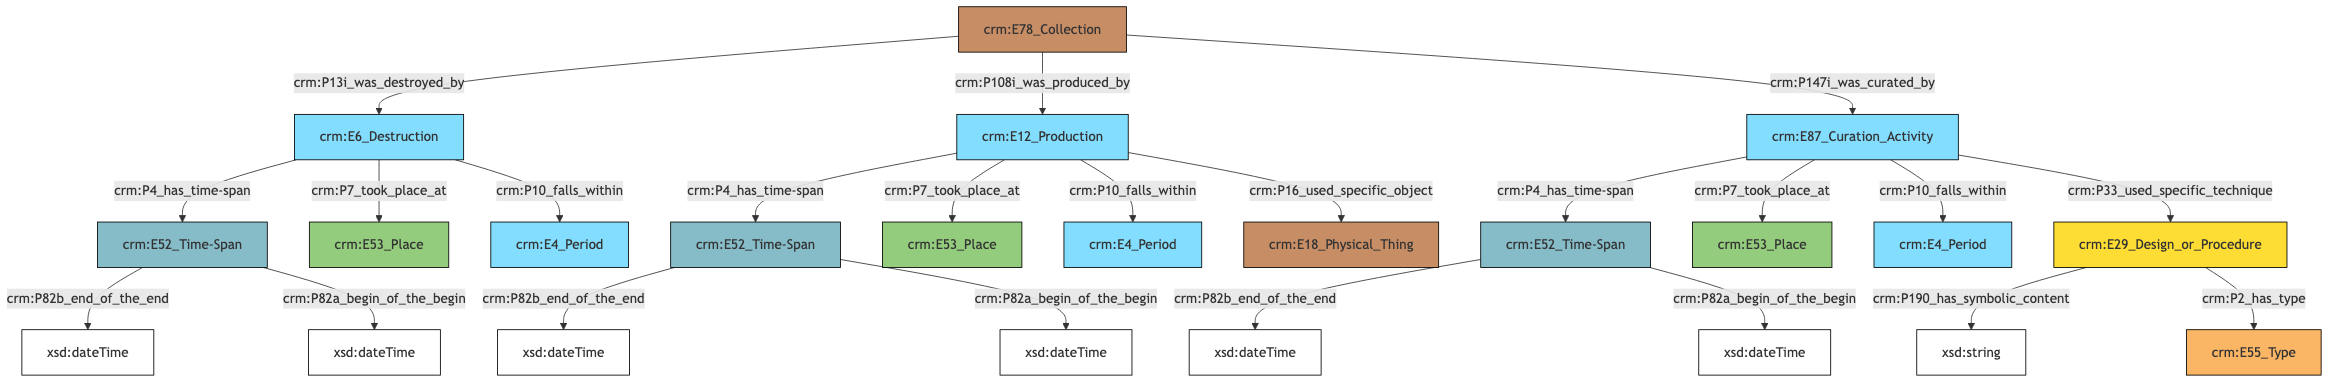 crm:E78_Collection
crm:P13i_was_destroyed_by
crm:P108i_was_produced_by
crm:P147i_was_curated_by
crm:E6_Destruction
crm:E12_Production
crm:E87_Curation_Activity
crm:P4_has_time-span
crm:P7_took_place_at
crm:P10_falls_within
crm:P4_has_time-span
crm:P7_took_place_at
crm:P10_falls_within
crm:P16_used_specific_object
crm:P4_has_time-span
crm:P7_took_place_at
crm:P10_falls_within
crm:P33_used_specific_technique
crm:E52_Time-Span
crm:E53_Place
crm:E4_Period
crm:E52_Time-Span
crm:E53_Place
crm:E4_Period
crm:E18_Physical_Thing
crm:E52_Time-Span
crm:E53_Place
crm:E4_Period
crm:E29_Design_or_Procedure
crm:P82b_end_of_the_end
crm:P82a_begin_of_the_begin
crm:P82b_end_of_the_end
crm:P82a_begin_of_the_begin
crm:P82b_end_of_the_end
crm:P82a_begin_of_the_begin
crm:P190_has_symbolic_content
crm:P2_has_type
xsd:dateTime
xsd:dateTime
xsd:dateTime
xsd:dateTime
xsd:dateTime
xsd:dateTime
xsd:string
crm:E55_Type